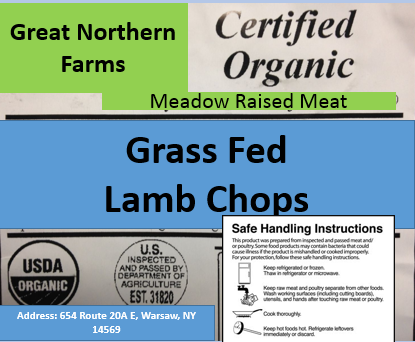 Great Northern
Farms
Certified
Organic
Meadow Raised Meat
Grass Fed
Lamb Chops
USDA
ORGANIC
U.S.
INSPECTED
AND PASSED BY
DEPARTMENT OF
AGRICULTURE
EST. 31820
Address: 654 Route 20A E, Warsaw, NY
14569
Safe Handling Instructions
This product was prepared from inspected and passed meat and/
or poultry. Some food products may contain bacteria that could
cause illness if the product is mishandled or cooked improperly.
For your protection, follow these safe handling instructions.
Keep refrigerated or frozen.
Thaw in refrigerator or microwave.
Keep raw meat and poultry separate from other foods.
Wash working surfaces (including cutting boards),
utensils, and hands after touching raw meat or poultry.
Cook thoroughly.
Keep hot foods hot. Refrigerate leftovers
immediately or discard.